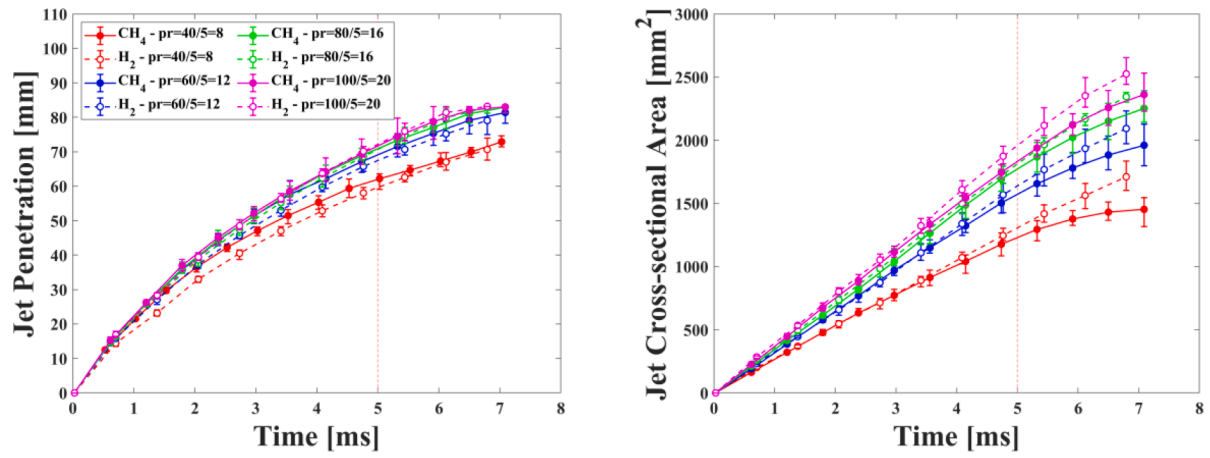 110
100
90
80
70
60
50
40
30
20
10
0
Jet Penetration [mm]
CH₄ - pr=40/5=8
H₂ - pr=40/5=8
CH₄ - pr=60/5=12
H₂ - pr=60/5=12
CH₄ - pr=80/5=16
H₂ - pr=80/5=16
CH₄ - pr=100/5=20
H₂ - pr=100/5=20
0 1 2 3 4 5 6 7 8
Time [ms]
3000
2500
2000
1500
1000
500
0
Jet Cross-sectional Area [mm²]
0 1 2 3 4 5 6 7 8
Time [ms]